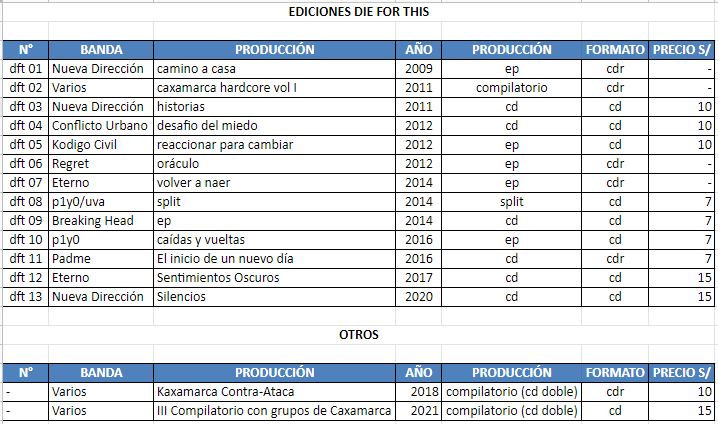 EDICIONES DIE FOR THIS
N° BANDA PRODUCCIÓN AÑO PRODUCCIÓN FORMATO PRECIO S/
dft 01 Nueva Dirección camino a casa 2009 ep cdr -
dft 02 Varios caxamarca hardcore vol I 2011 compilatorio cdr -
dft 03 Nueva Dirección historias 2011 cd cd 10
dft 04 Conflicto Urbano desafio del miedo 2012 cd cd 10
dft 05 Kodigo Civil reaccionar para cambiar 2012 ep cd 10
dft 06 Regret oráculo 2012 ep cdr -
dft 07 Eterno volver a naer 2014 ep cdr -
dft 08 p1y0/uva split 2014 split cd 7
dft 09 Breaking Head ep 2014 cd cd 7
dft 10 p1y0 caídas y vueltas 2016 ep cd 7
dft 11 Padme El inicio de un nuevo día 2016 cd cdr 7
dft 12 Eterno Sentimientos Oscuros 2017 cd cd 15
dft 13 Nueva Dirección Silencios 2020 cd cd 15
OTROS
N° BANDA PRODUCCIÓN AÑO PRODUCCIÓN FORMATO PRECIO S/
- Varios Kaxamarca Contra-Ataca 2018 compilatorio (cd doble) cdr 10
- Varios III Compilatorio con grupos de Caxamarca 2021 compilatorio (cd doble) cd 15